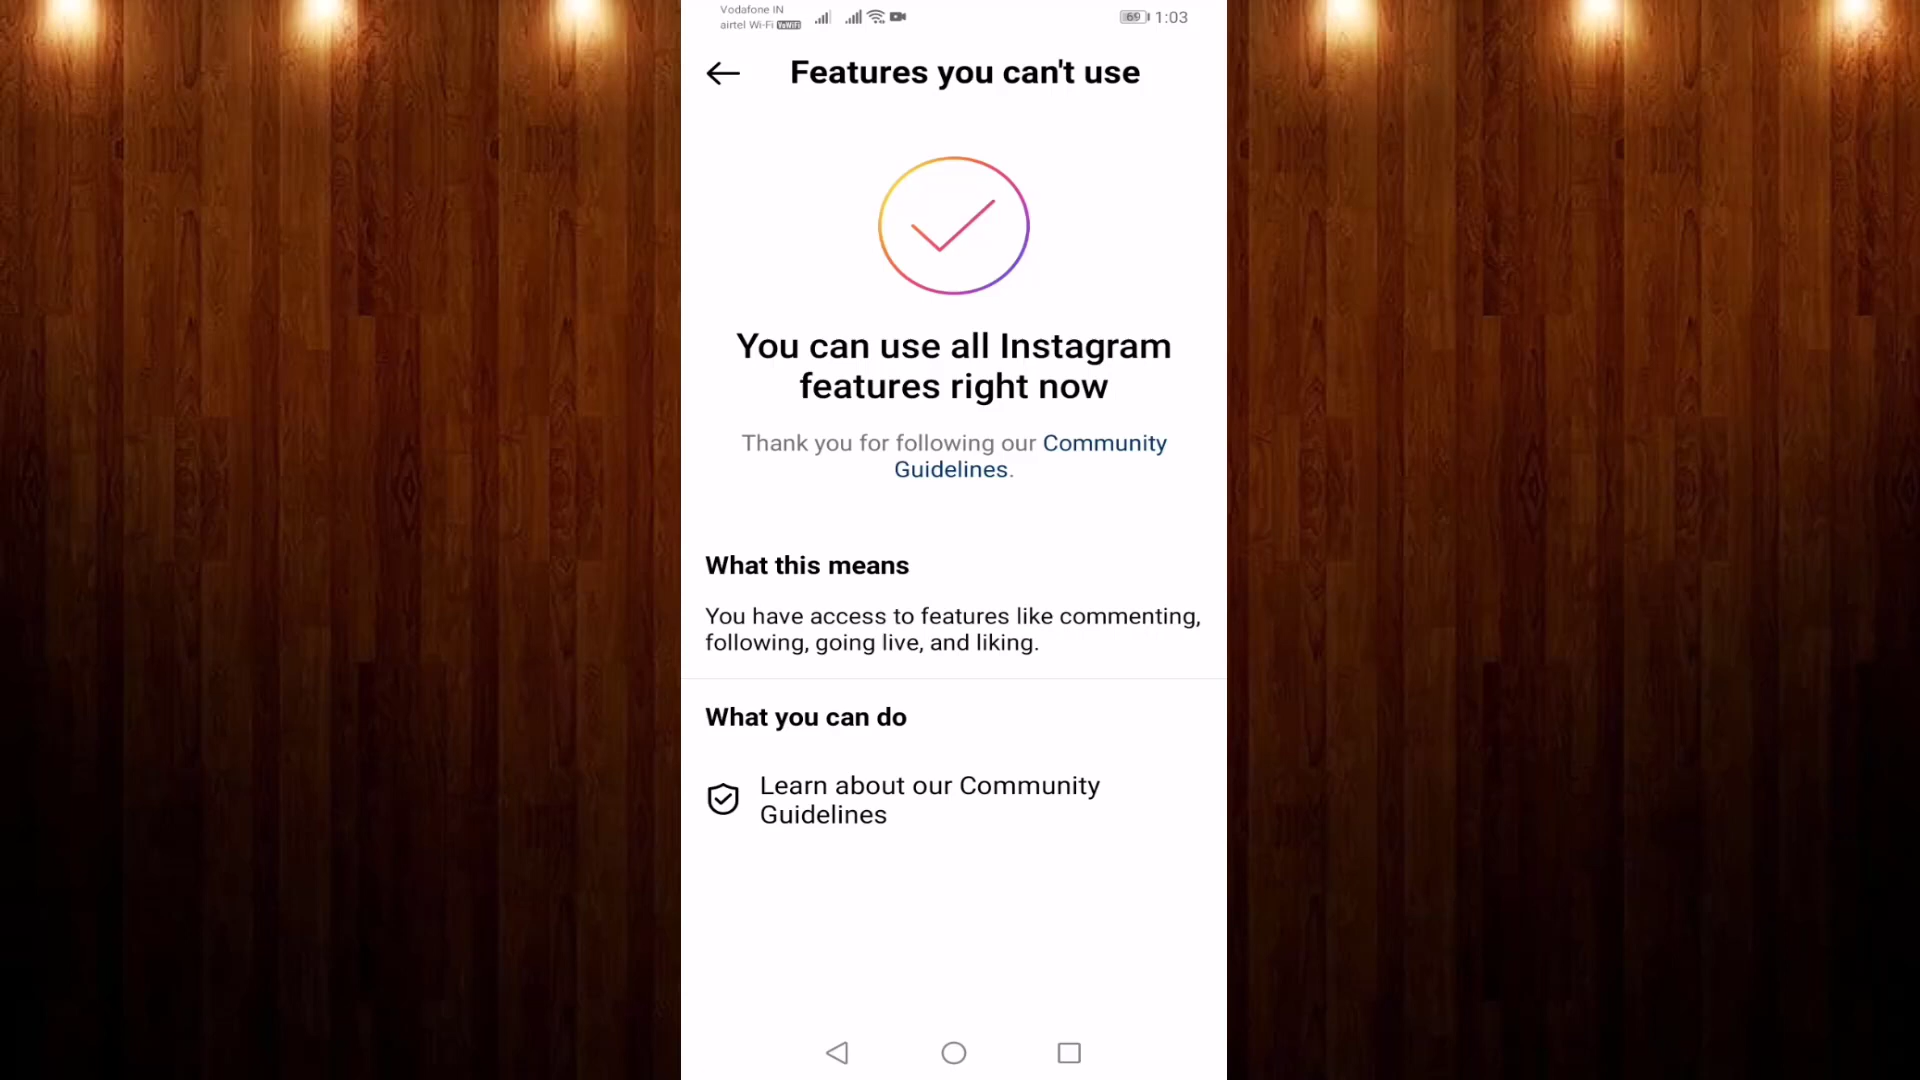 Vodafone IN
airtel Wi-Fi VoWiFi
69 1:03
Features you can't use
You can use all Instagram
features right now
Thank you for following our Community
Guidelines.
What this means
You have access to features like commenting,
following, going live, and liking.
What you can do
Learn about our Community
Guidelines